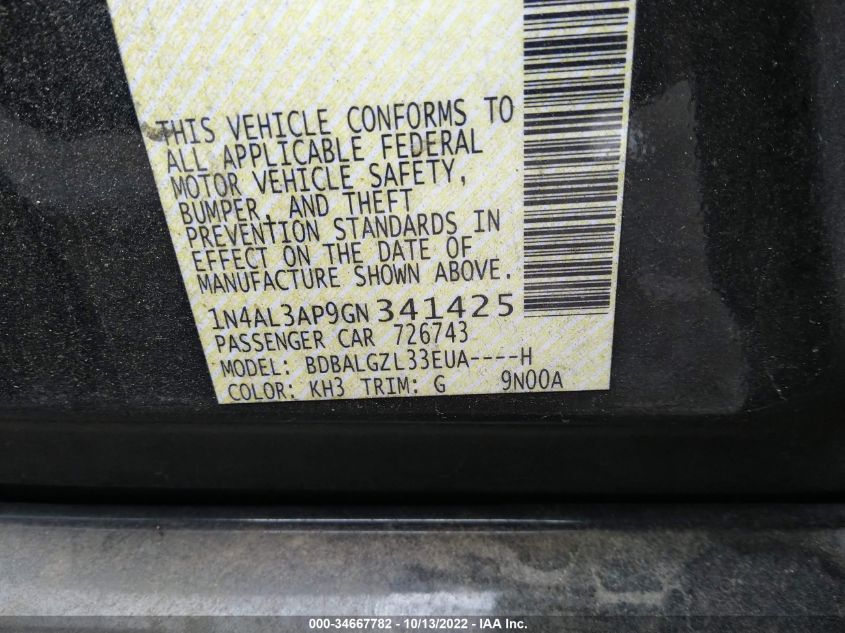 THIS VEHICLE CONFORMS TO
ALL APPLICABLE FEDERAL
MOTOR VEHICLE SAFETY,
BUMPER, AND THEFT
PREVENTION STANDARDS IN
EFFECT ON THE DATE OF
MANUFACTURE SHOWN ABOVE.
1N4AL3AP9GN 341425
PASSENGER CAR 726743
MODEL: BDBALGZL33EUA----H
COLOR: KH3 TRIM: G 9N00A
000-34667782 - 10/13/2022 - IAA Inc.